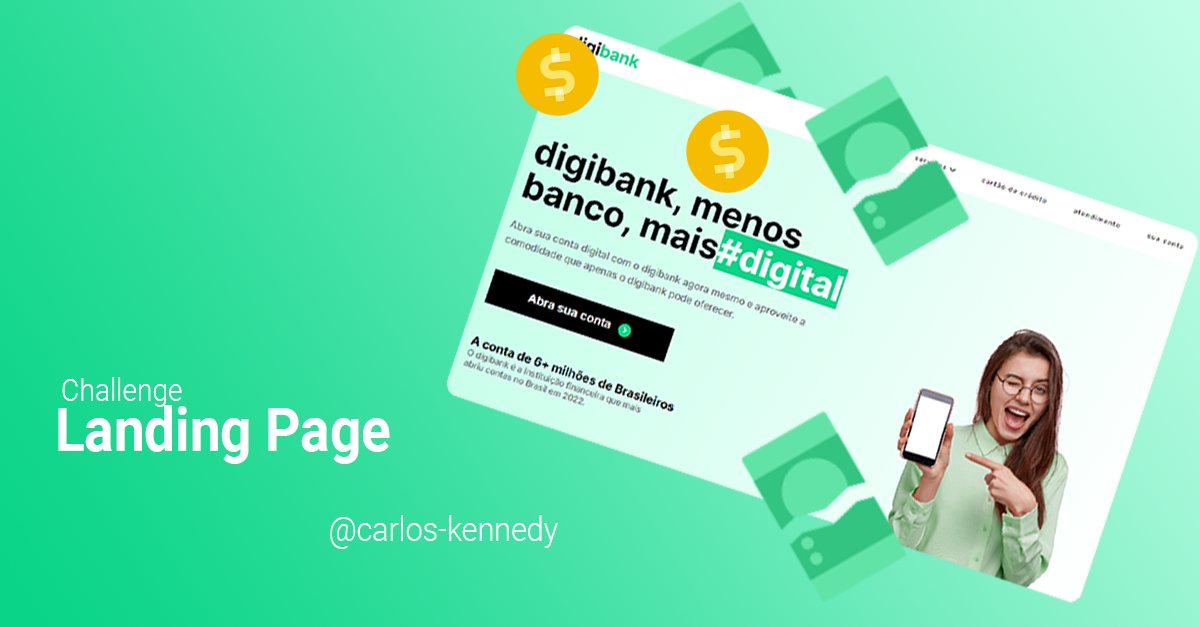 digibank
serviços
cartão de crédito
atendimento
sua conta
digibank, menos
banco, mais #digital
Abra sua conta digital com o digibank agora mesmo e aproveite a
comodidade que apenas o digibank pode oferecer.
Abra sua conta
A conta de 6+ milhões de Brasileiros
O digibank é a instituição financeira que mais
abriu contas no Brasil em 2022.
Challenge
Landing Page
@carlos-kennedy